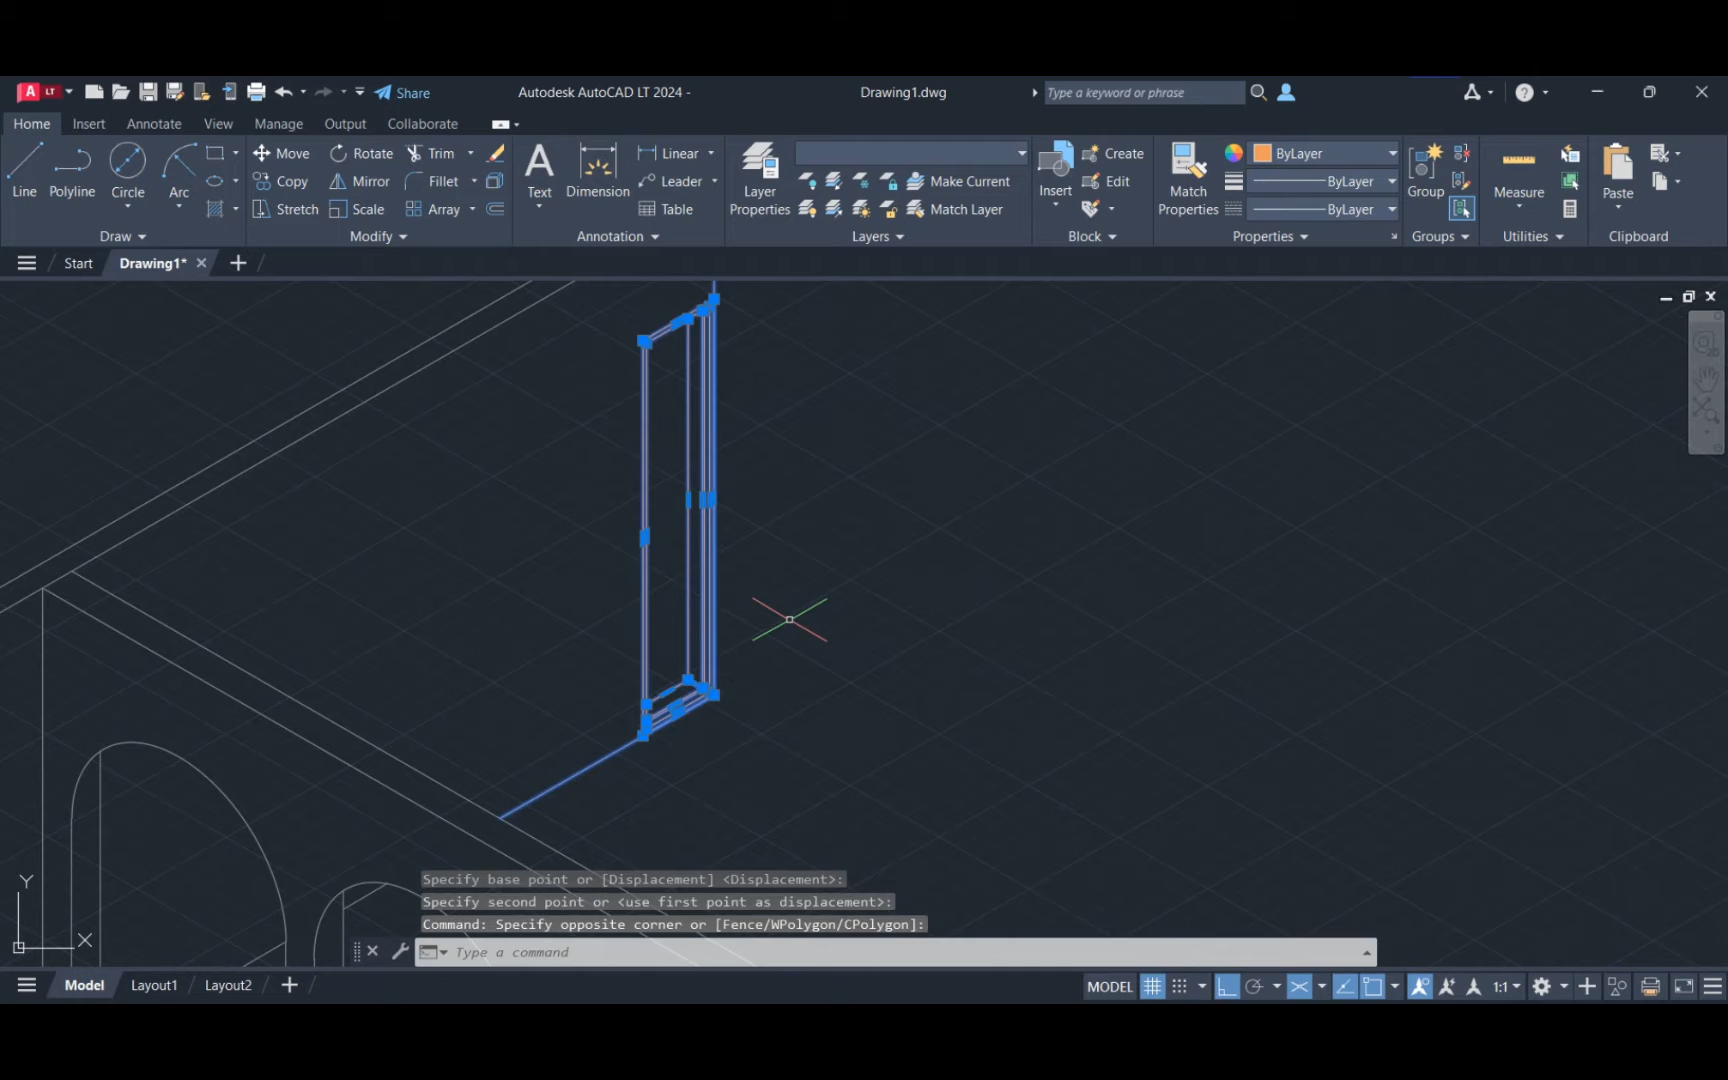 A LT Share Autodesk AutoCAD LT 2024 - Drawing1.dwg Type a keyword or phrase
Home Insert Annotate View Manage Output Collaborate
Line Polyline Circle Arc
Draw
Move Rotate Trim
Copy Mirror Fillet
Stretch Scale Array
Modify
Text Dimension
Linear
Leader
Table
Annotation
Layer Properties
Make Current
Match Layer
Layers
Insert
Create
Edit
Block
Match Properties
ByLayer
ByLayer
ByLayer
Properties
Group
Groups
Measure
Utilities
Paste
Clipboard
Start Drawing1* +
Y
X
Specify base point or [Displacement] <Displacement>:
Specify second point or <use first point as displacement>:
Command: Specify opposite corner or [Fence/WPolygon/CPolygon]:
Type a command
Model Layout1 Layout2 + MODEL 1:1